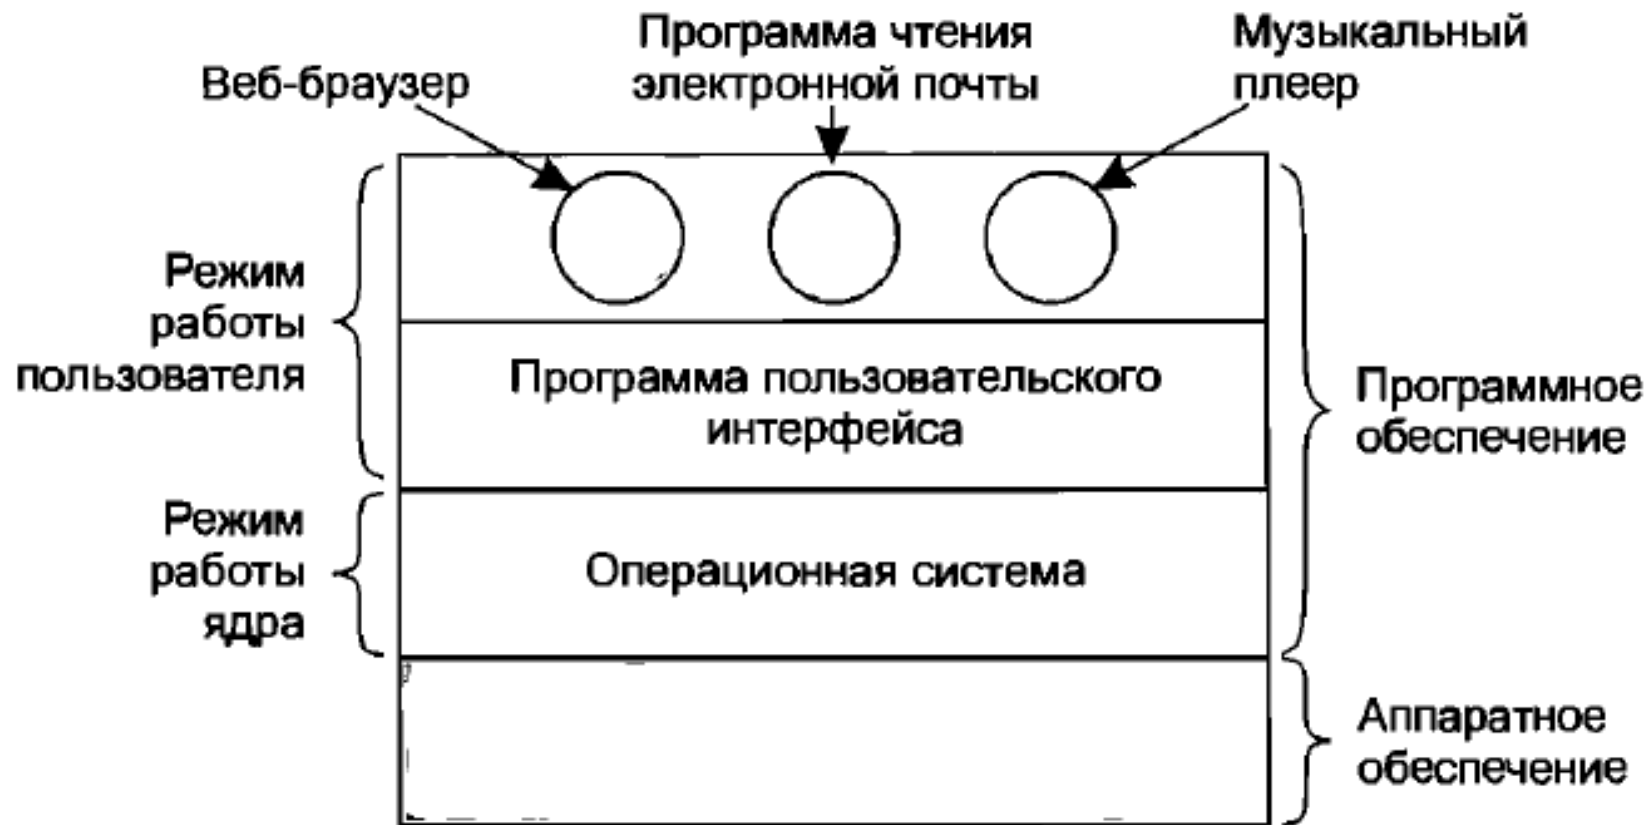 Программа чтения
электронной почты
Музыкальный
плеер
Веб-браузер
Режим
работы
пользователя
Программа пользовательского
интерфейса
Программное
обеспечение
Режим
работы
ядра
Операционная система
Аппаратное
обеспечение